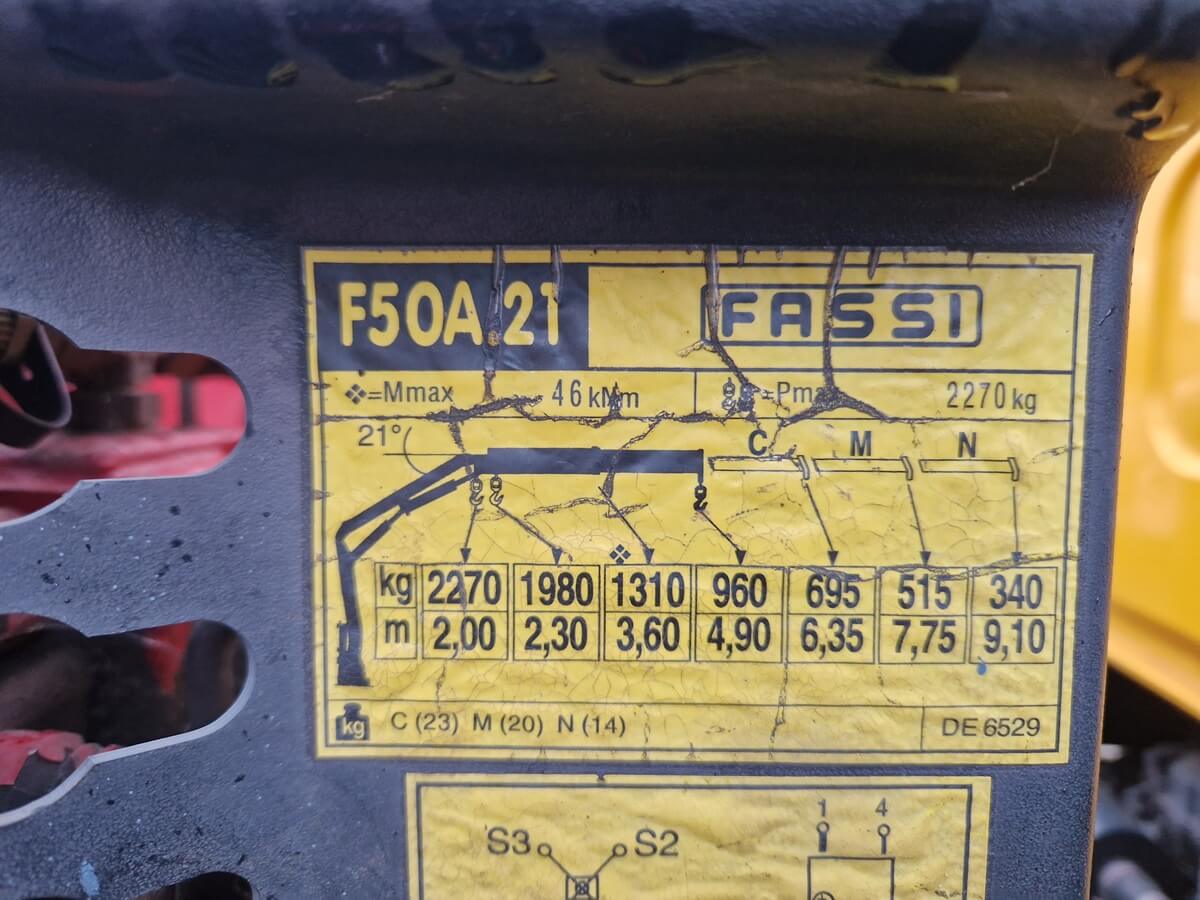 F50A.21 FASSI
❖=Mmax 46 kNm =Pmax 2270 kg
21° C M N
kg 2270 1980 1310 960 695 515 340
m 2,00 2,30 3,60 4,90 6,35 7,75 9,10
kg C (23) M (20) N (14) DE 6529
1 4
S3 S2